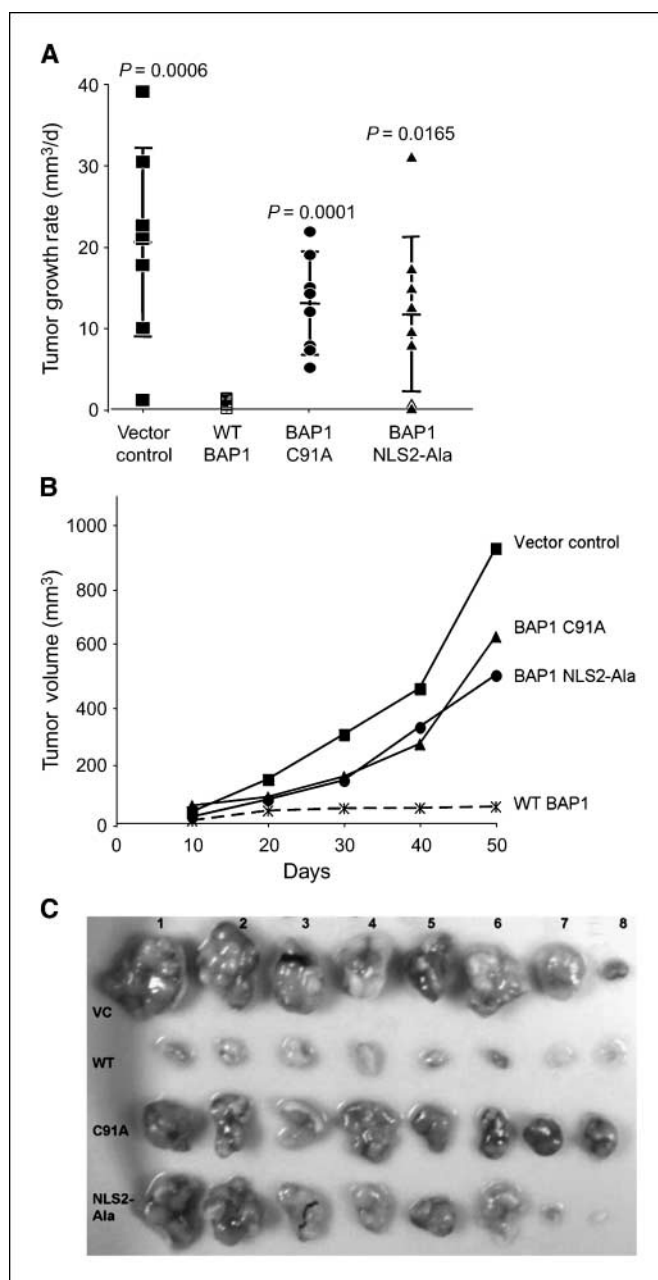 A
P = 0.0006
P = 0.0165
P = 0.0001
Tumor growth rate (mm³/d)
40
30
20
10
0
Vector control
WT BAP1
BAP1 C91A
BAP1 NLS2-Ala
B
Tumor volume (mm³)
1000
800
600
400
200
0
Vector control
BAP1 C91A
BAP1 NLS2-Ala
WT BAP1
0 10 20 30 40 50
Days
C
1 2 3 4 5 6 7 8
VC
WT
C91A
NLS2-
Ala